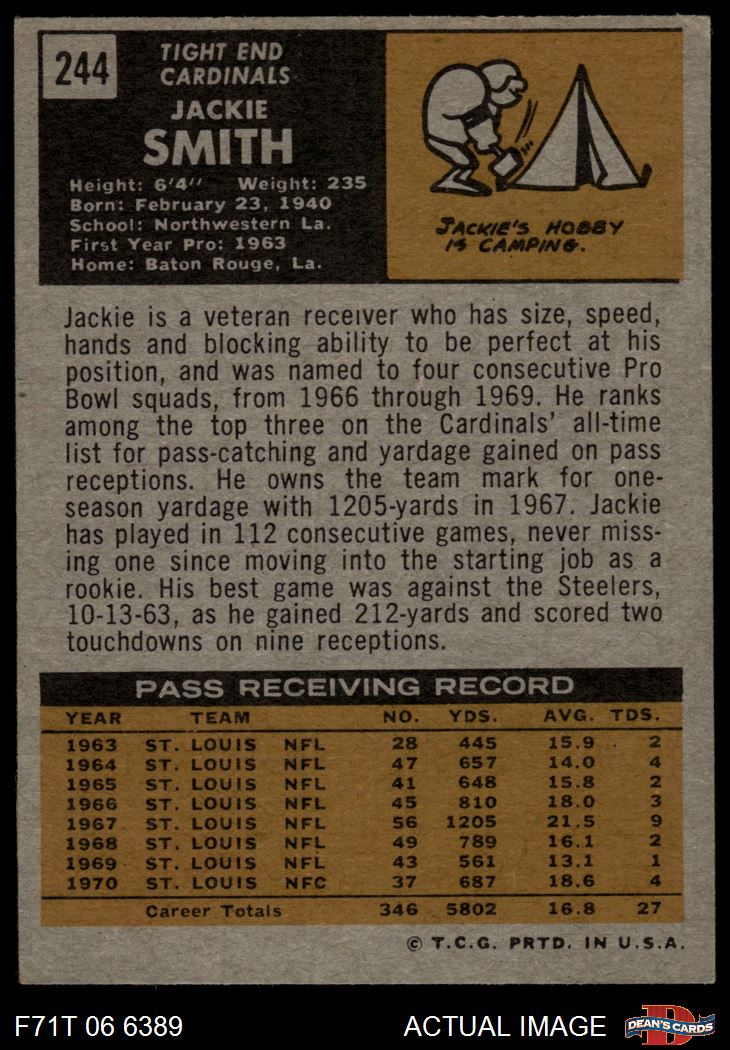 244
TIGHT END
CARDINALS
JACKIE
SMITH
Height: 6'4" Weight: 235
Born: February 23, 1940
School: Northwestern La.
First Year Pro: 1963
Home: Baton Rouge, La.
JACKIE'S HOBBY
IS CAMPING.
Jackie is a veteran receiver who has size, speed,
hands and blocking ability to be perfect at his
position, and was named to four consecutive Pro
Bowl squads, from 1966 through 1969. He ranks
among the top three on the Cardinals' all-time
list for pass-catching and yardage gained on pass
receptions. He owns the team mark for one-
season yardage with 1205-yards in 1967. Jackie
has played in 112 consecutive games, never miss-
ing one since moving into the starting job as a
rookie. His best game was against the Steelers,
10-13-63, as he gained 212-yards and scored two
touchdowns on nine receptions.
PASS RECEIVING RECORD
YEAR TEAM NO. YDS. AVG. TDS.
1963 ST. LOUIS NFL 28 445 15.9 2
1964 ST. LOUIS NFL 47 657 14.0 4
1965 ST. LOUIS NFL 41 648 15.8 2
1966 ST. LOUIS NFL 45 810 18.0 3
1967 ST. LOUIS NFL 56 1205 21.5 9
1968 ST. LOUIS NFL 49 789 16.1 2
1969 ST. LOUIS NFL 43 561 13.1 1
1970 ST. LOUIS NFC 37 687 18.6 4
Career Totals 346 5802 16.8 27
© T.C.G. PRTD. IN U.S.A.
F71T 06 6389 ACTUAL IMAGE D DEAN'S CARDS